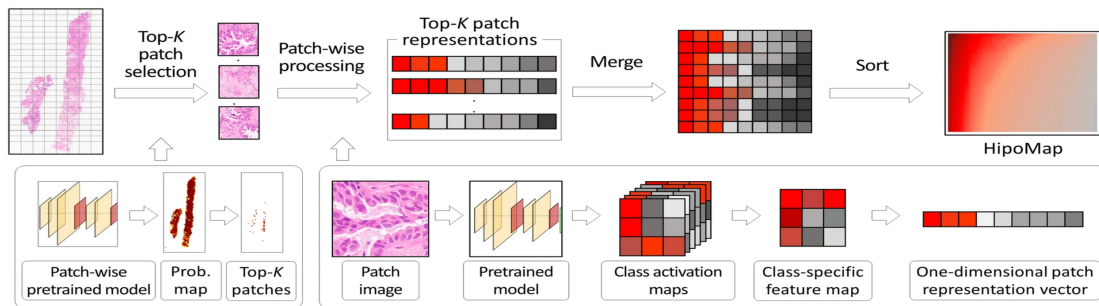 Top-K
patch
selection
Patch-wise
processing
Top-K patch
representations
Merge
Sort
HipoMap
Patch-wise
pretrained model
Prob.
map
Top-K
patches
Patch
image
Pretrained
model
Class activation
maps
Class-specific
feature map
One-dimensional patch
representation vector